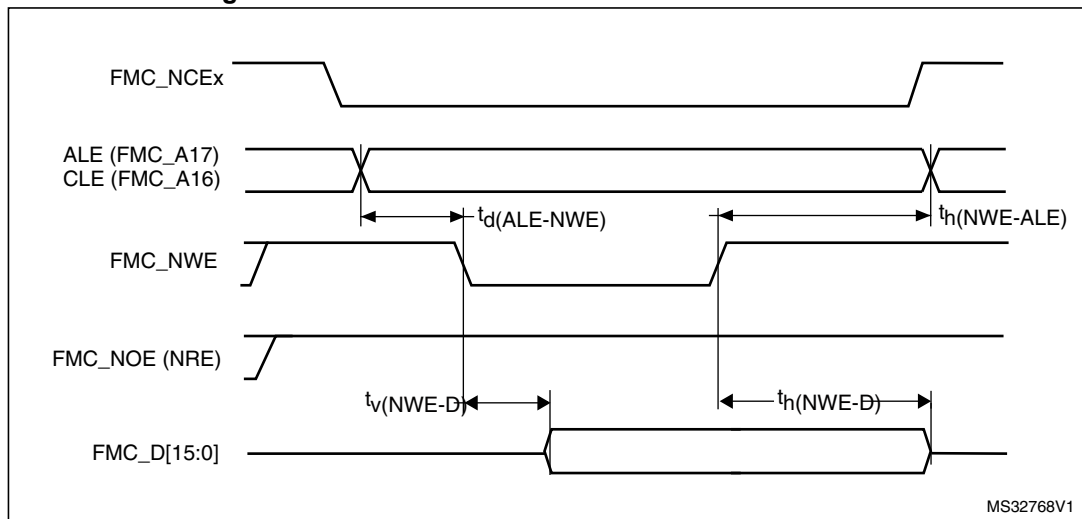 FMC_NCEx
ALE (FMC_A17)
CLE (FMC_A16)
td(ALE-NWE)
th(NWE-ALE)
FMC_NWE
FMC_NOE (NRE)
tv(NWE-D)
th(NWE-D)
FMC_D[15:0]
MS32768V1